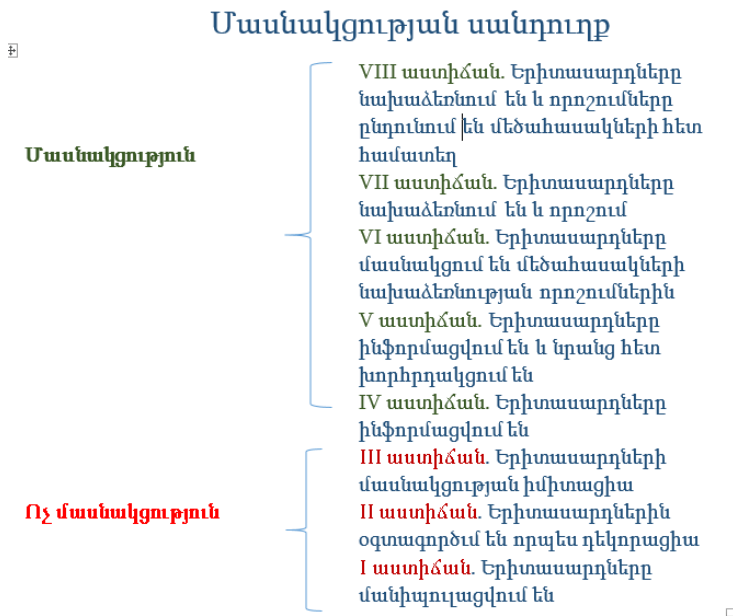 Մասնակցության սանդուղք
VIII աստիճան. Երիտասարդները
նախաձեռնում են և որոշումները
ընդունում են մեծահասակների հետ
համատեղ
Մասնակցություն
VII աստիճան. Երիտասարդները
նախաձեռնում են և որոշում
VI աստիճան. Երիտասարդները
մասնակցում են մեծահասակների
նախաձեռնության որոշումներին
V աստիճան. Երիտասարդները
ինֆորմացվում են և նրանց հետ
խորհրդակցում են
IV աստիճան. Երիտասարդները
ինֆորմացվում են
III աստիճան. Երիտասարդների
մասնակցության իմիտացիա
Ոչ մասնակցություն
II աստիճան. Երիտասարդներին
օգտագործմ են որպես դեկորացիա
I աստիճան. Երիտասարդները
մանիպուլացվում են